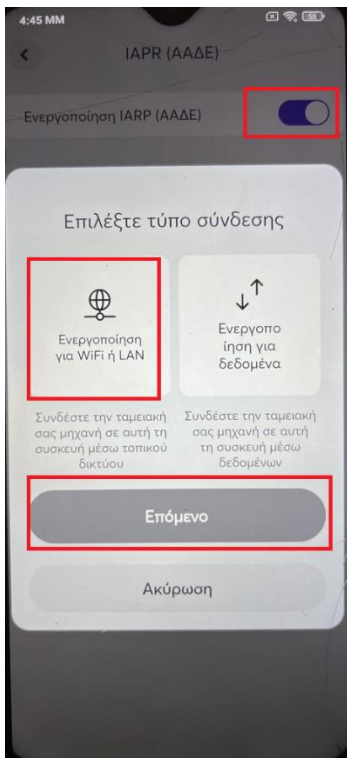 4:45 MM
58
IAPR (ΑΑΔΕ)
Ενεργοποίηση IARP (ΑΑΔΕ)
Επιλέξτε τύπο σύνδεσης
Ενεργοποίηση
για WiFi ή LAN
Ενεργοπο
ίηση για
δεδομένα
Συνδέστε την ταμειακή
σας μηχανή σε αυτή τη
συσκευή μέσω τοπικού
δικτύου
Συνδέστε την ταμειακή
σας μηχανή σε αυτή
τη συσκευή μέσω
δεδομένων
Επόμενο
Ακύρωση